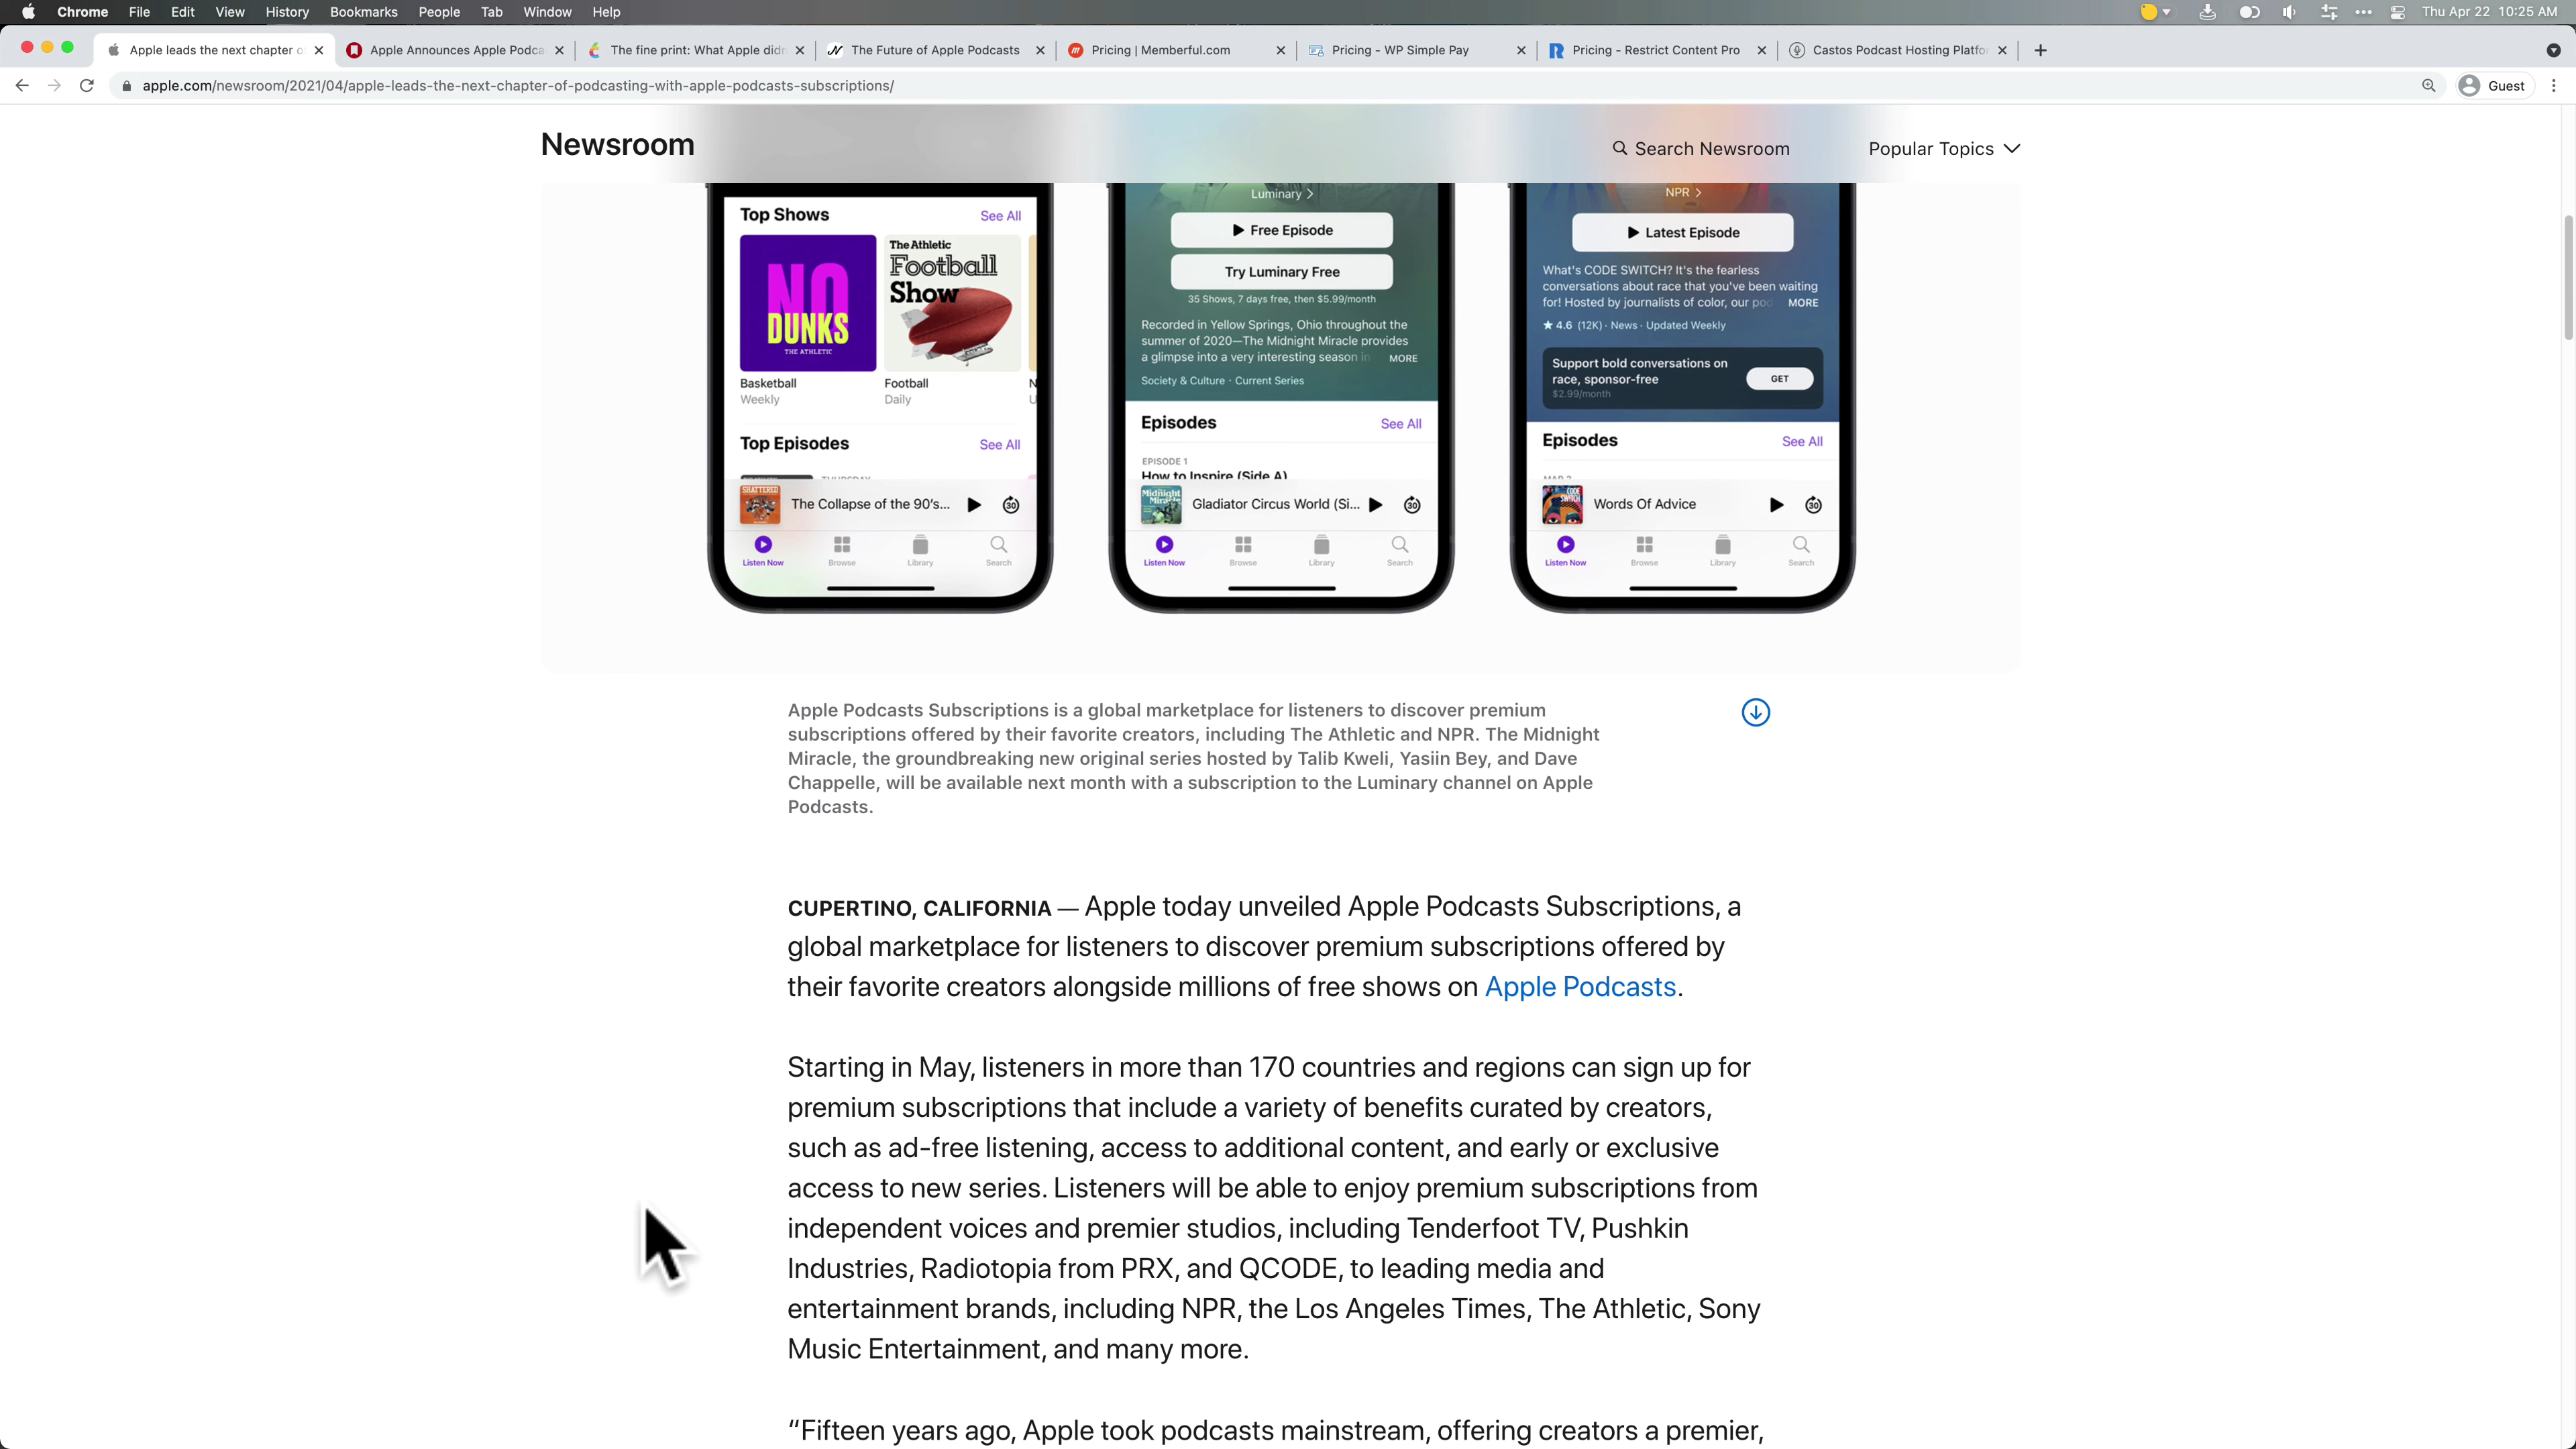 Chrome File Edit View History Bookmarks People Tab Window Help Thu Apr 22 10:25 AM
Apple leads the next chapter o Apple Announces Apple Podca The fine print: What Apple didn The Future of Apple Podcasts Pricing | Memberful.com Pricing - WP Simple Pay Pricing - Restrict Content Pro Castos Podcast Hosting Platfo
apple.com/newsroom/2021/04/apple-leads-the-next-chapter-of-podcasting-with-apple-podcasts-subscriptions/ Guest
Newsroom Search Newsroom Popular Topics
Top Shows See All
NO
DUNKS
THE ATHLETIC
The Athletic
Football
Show
Basketball
Weekly
Football
Daily
N
U
Top Episodes See All
THURSDAY
SHATTERED
The Collapse of the 90's...
30
Listen Now Browse Library Search
Luminary >
Free Episode
Try Luminary Free
35 Shows, 7 days free, then $5.99/month
Recorded in Yellow Springs, Ohio throughout the
summer of 2020—The Midnight Miracle provides
a glimpse into a very interesting season in MORE
Society & Culture · Current Series
Episodes See All
EPISODE 1
How to Inspire (Side A)
Midnight
Miracle
Gladiator Circus World (Si...
30
Listen Now Browse Library Search
NPR >
Latest Episode
What's CODE SWITCH? It's the fearless
conversations about race that you've been waiting
for! Hosted by journalists of color, our pod MORE
★ 4.6 (12K) · News · Updated Weekly
Support bold conversations on
race, sponsor-free
$2.99/month
GET
Episodes See All
MAR 3
CODE
SWITCH
Words Of Advice
30
Listen Now Browse Library Search
Apple Podcasts Subscriptions is a global marketplace for listeners to discover premium
subscriptions offered by their favorite creators, including The Athletic and NPR. The Midnight
Miracle, the groundbreaking new original series hosted by Talib Kweli, Yasiin Bey, and Dave
Chappelle, will be available next month with a subscription to the Luminary channel on Apple
Podcasts.
CUPERTINO, CALIFORNIA — Apple today unveiled Apple Podcasts Subscriptions, a
global marketplace for listeners to discover premium subscriptions offered by
their favorite creators alongside millions of free shows on Apple Podcasts.
Starting in May, listeners in more than 170 countries and regions can sign up for
premium subscriptions that include a variety of benefits curated by creators,
such as ad-free listening, access to additional content, and early or exclusive
access to new series. Listeners will be able to enjoy premium subscriptions from
independent voices and premier studios, including Tenderfoot TV, Pushkin
Industries, Radiotopia from PRX, and QCODE, to leading media and
entertainment brands, including NPR, the Los Angeles Times, The Athletic, Sony
Music Entertainment, and many more.
“Fifteen years ago, Apple took podcasts mainstream, offering creators a premier,